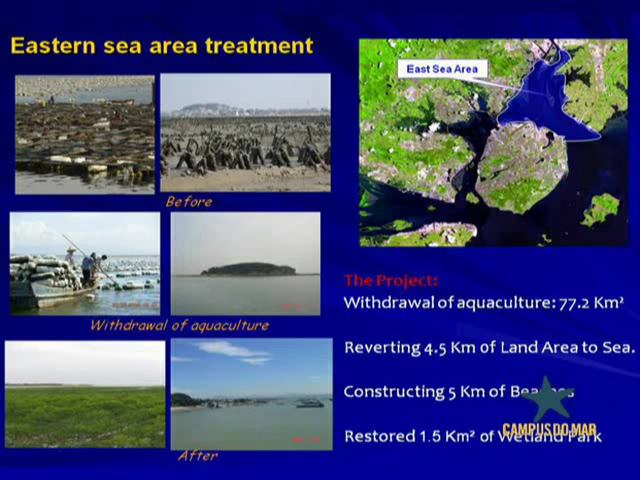 Eastern sea area treatment
East Sea Area
Before
Withdrawal of aquaculture
After
The Project:
Withdrawal of aquaculture: 77.2 Km²
Reverting 4.5 Km of Land Area to Sea.
Constructing 5 Km of
Restored 1.5 Km² of Wetland Park
CAMPUS DO MAR